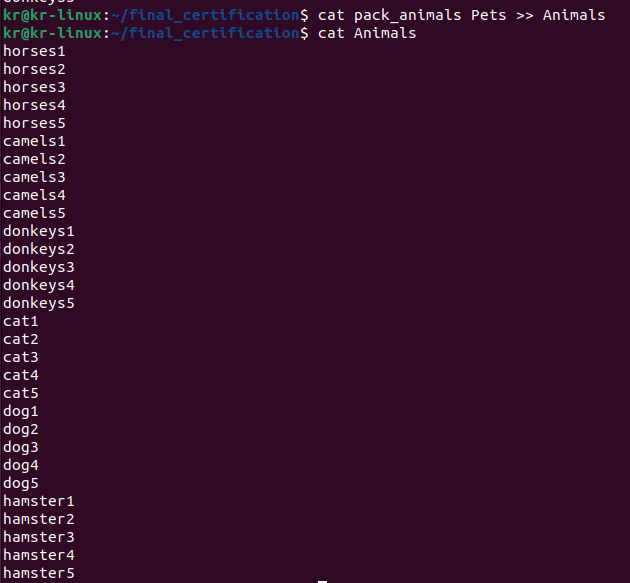 donkeys5
kr@kr-linux:~/final_certification$ cat pack_animals Pets >> Animals
kr@kr-linux:~/final_certification$ cat Animals
horses1
horses2
horses3
horses4
horses5
camels1
camels2
camels3
camels4
camels5
donkeys1
donkeys2
donkeys3
donkeys4
donkeys5
cat1
cat2
cat3
cat4
cat5
dog1
dog2
dog3
dog4
dog5
hamster1
hamster2
hamster3
hamster4
hamster5